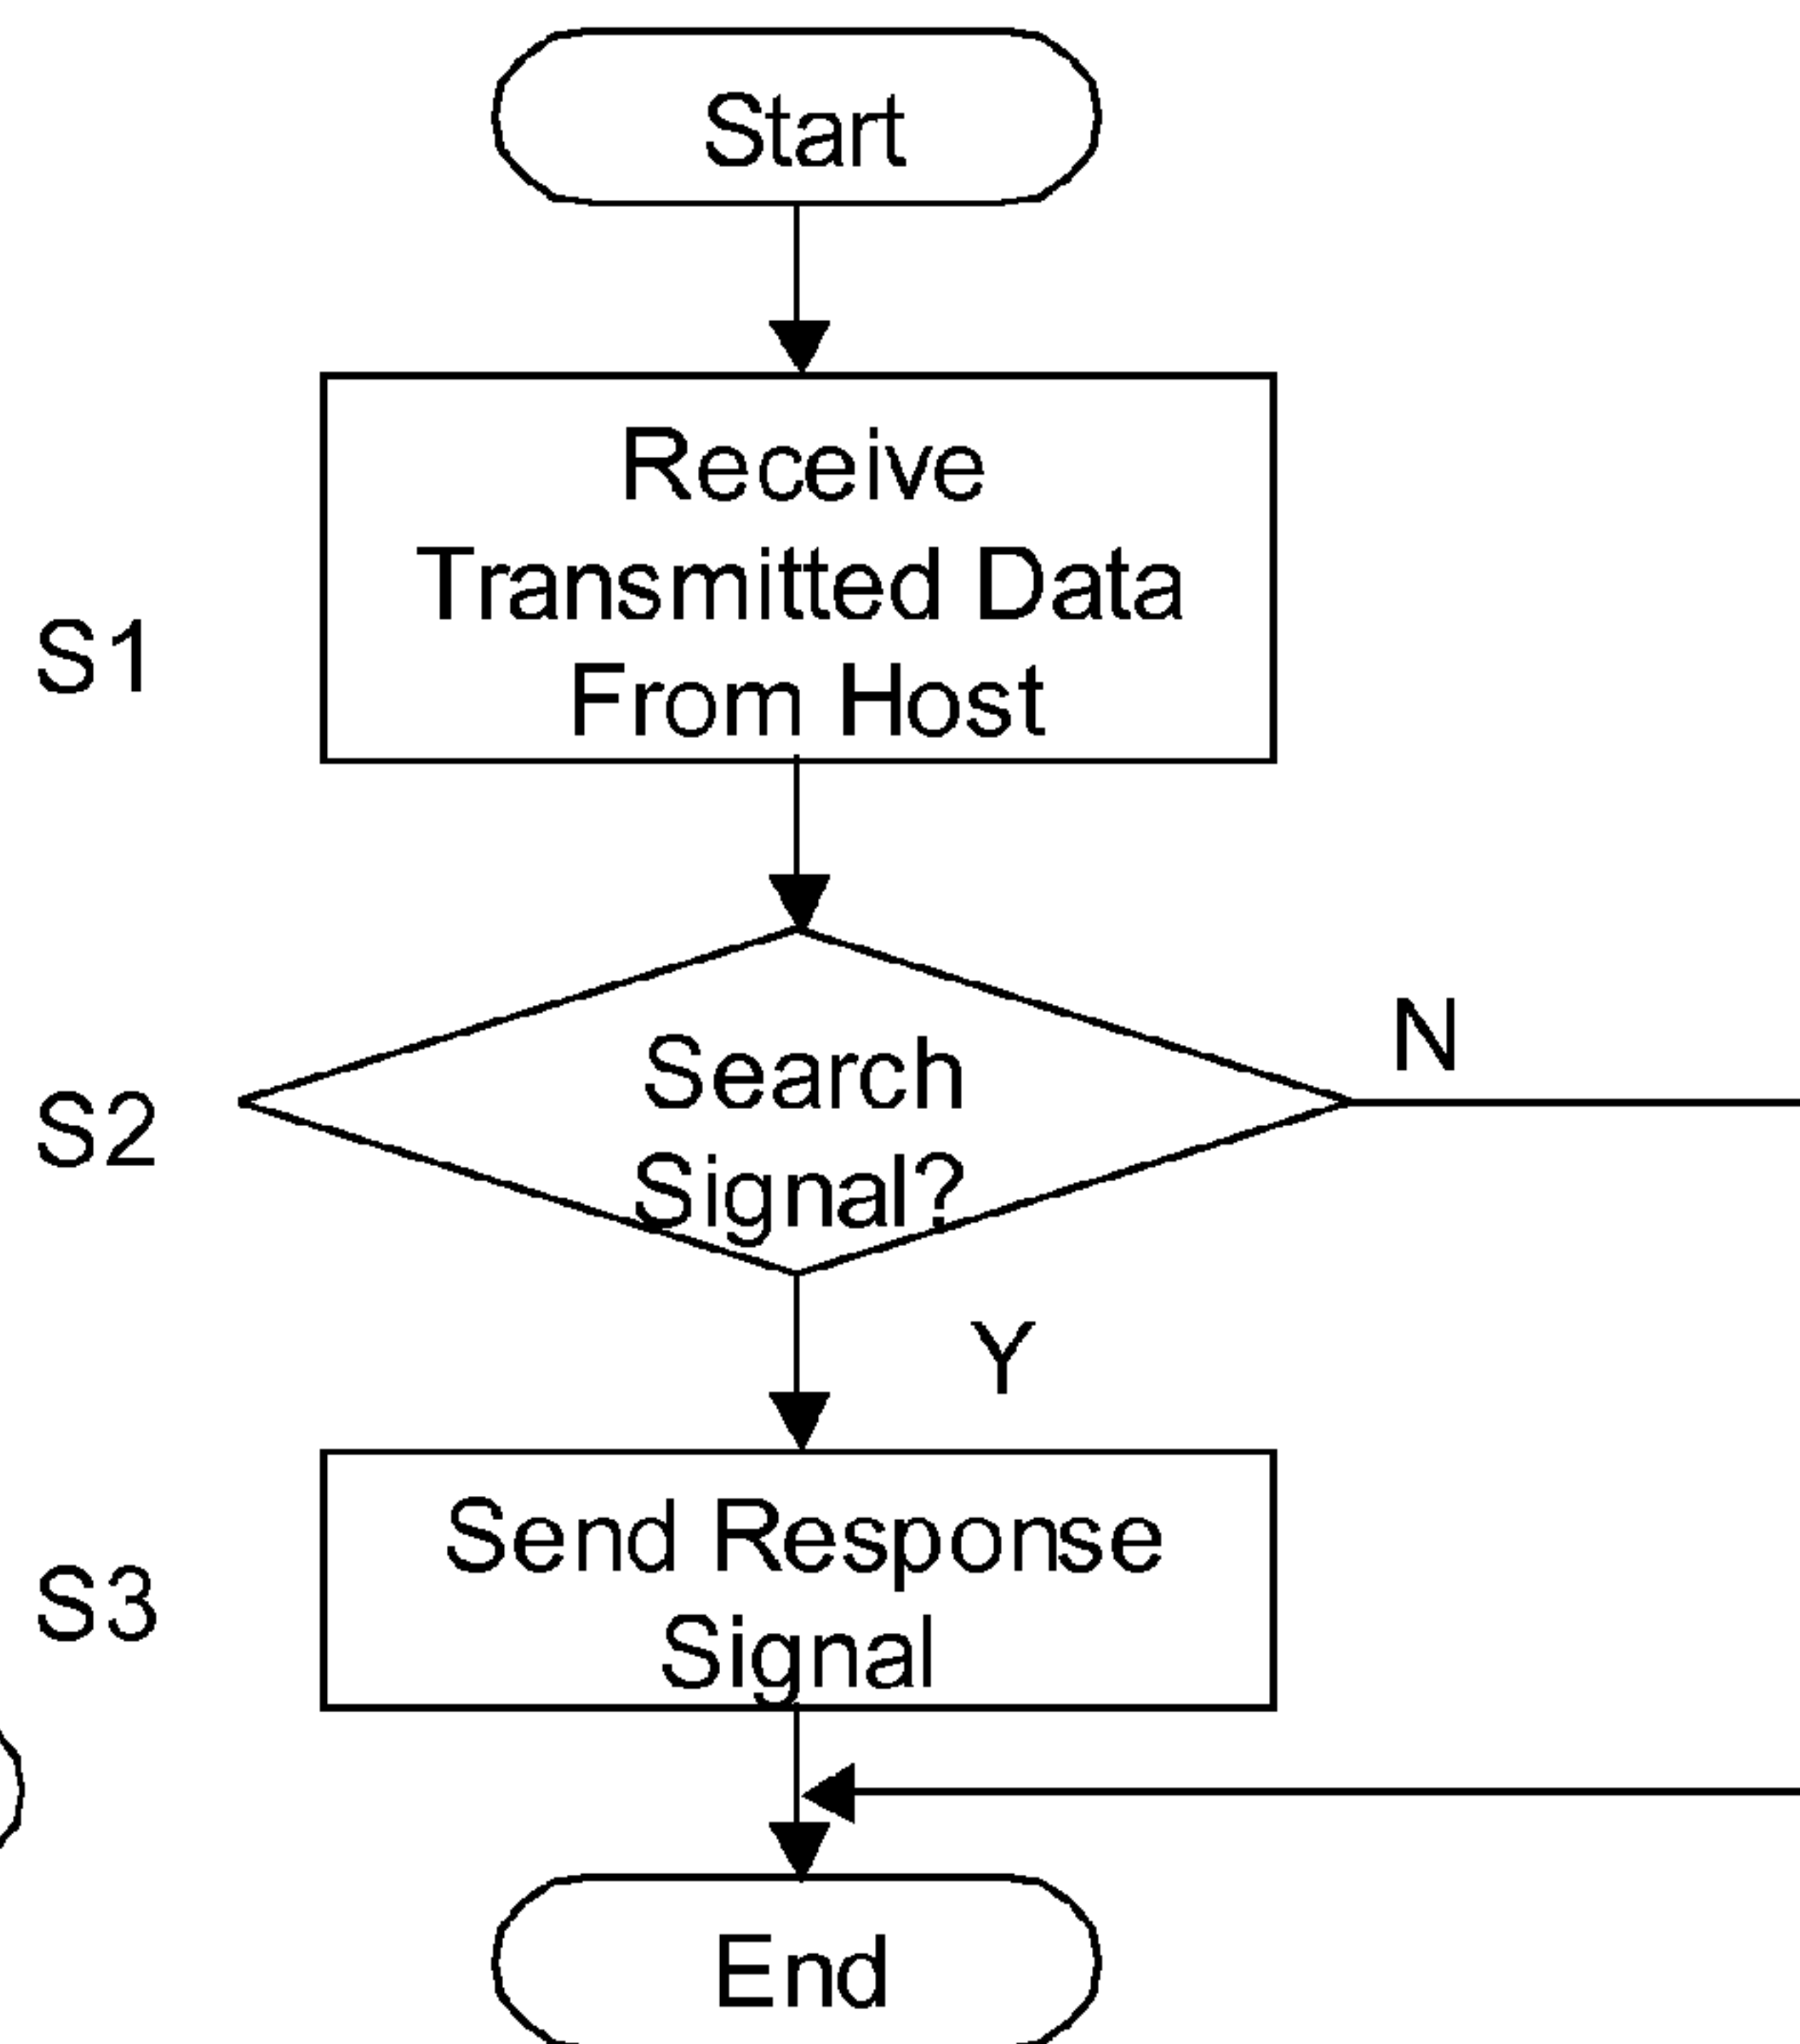 Start
Receive
Transmitted Data
From Host
S1
Search
Signal?
N
S2
Y
Send Response
Signal
S3
End